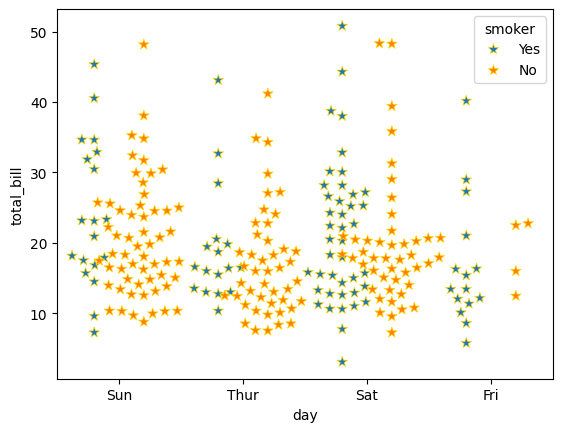 smoker
Yes
No
50
40
30
20
10
total_bill
Sun Thur Sat Fri
day